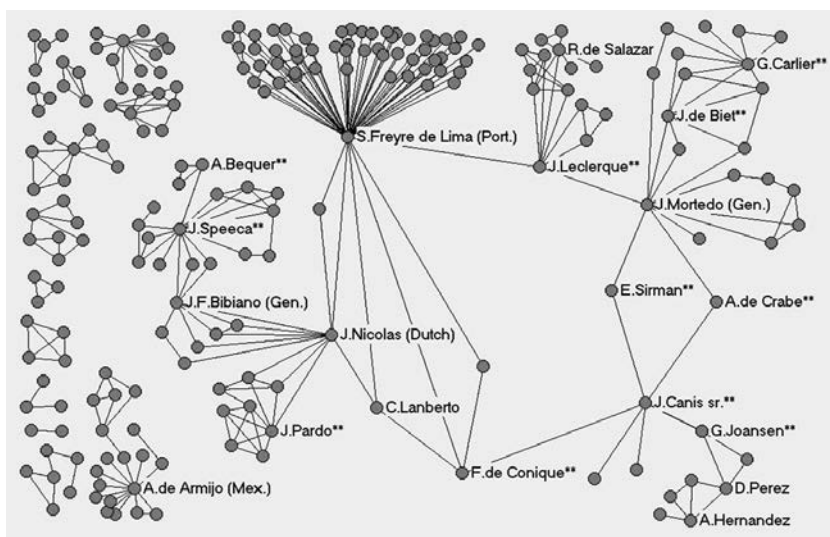 R.de Salazar
G.Carlier**
J.de Biet**
S.Freyre de Lima (Port.)
A.Bequer**
J.Leclerque**
J.Mortedo (Gen.)
J.Speeca**
E.Sirman**
A.de Crabe**
J.F.Bibiano (Gen.)
J.Nicolas (Dutch)
C.Lanberto
J.Canis sr.**
J.Pardo**
G.Joansen**
F.de Conique**
A.de Armijo (Mex.)
D.Perez
A.Hernandez